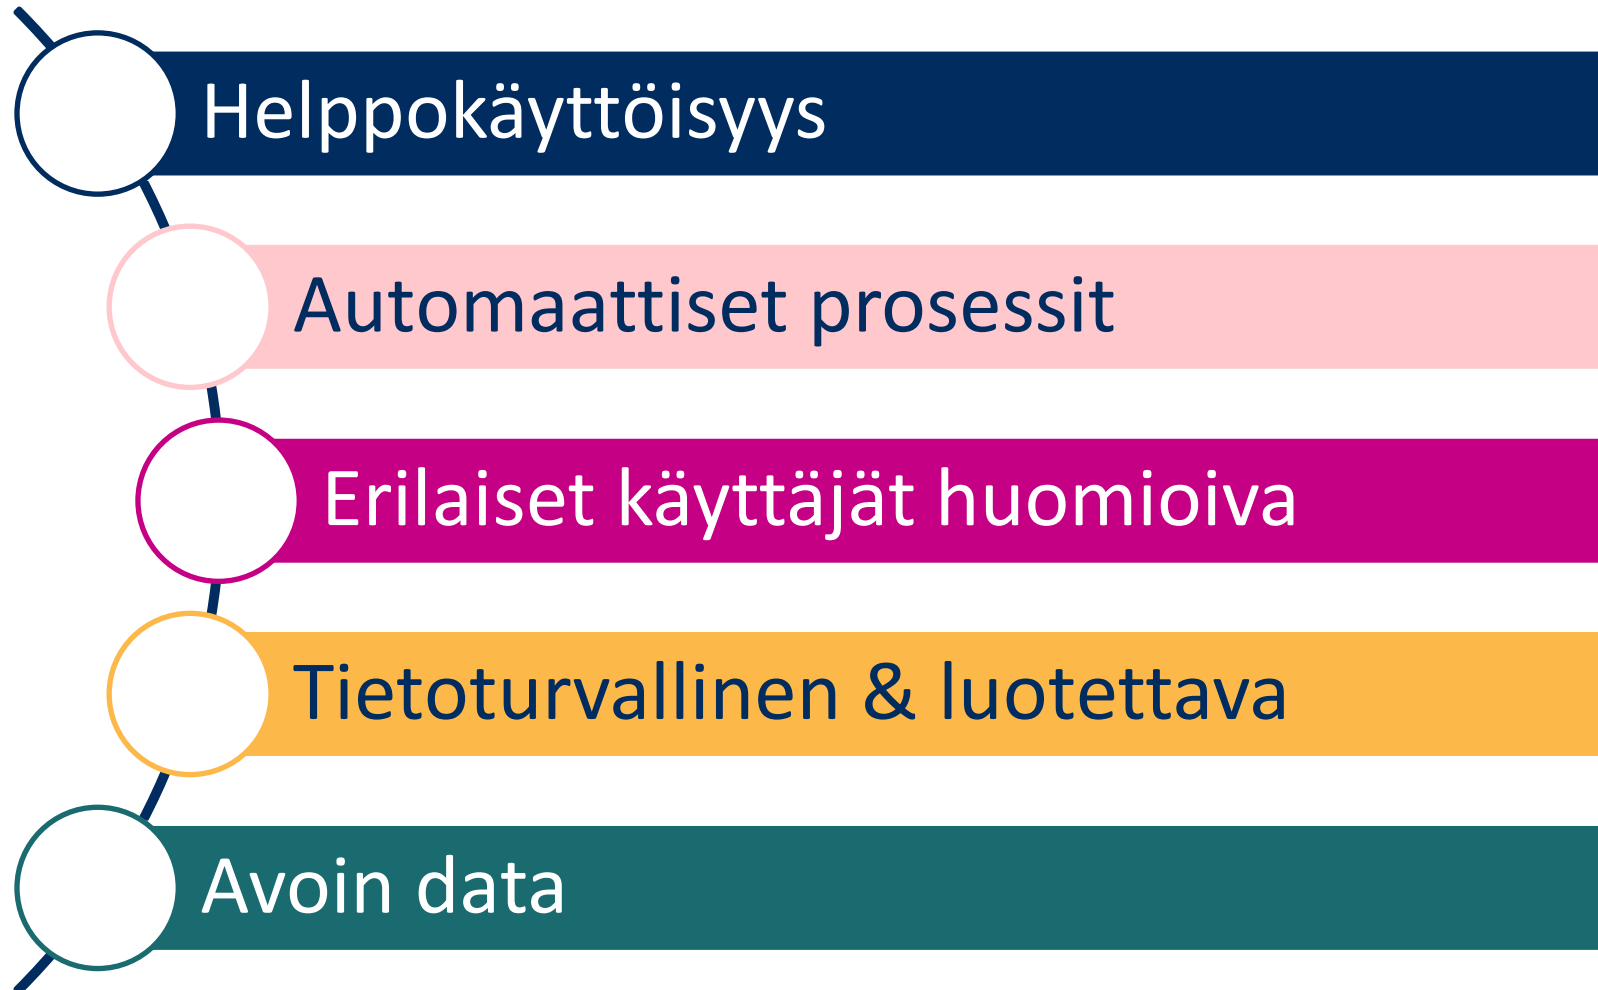 Helppokäyttöisyys
Automaattiset prosessit
Erilaiset käyttäjät huomioiva
Tietoturvallinen & luotettava
Avoin data